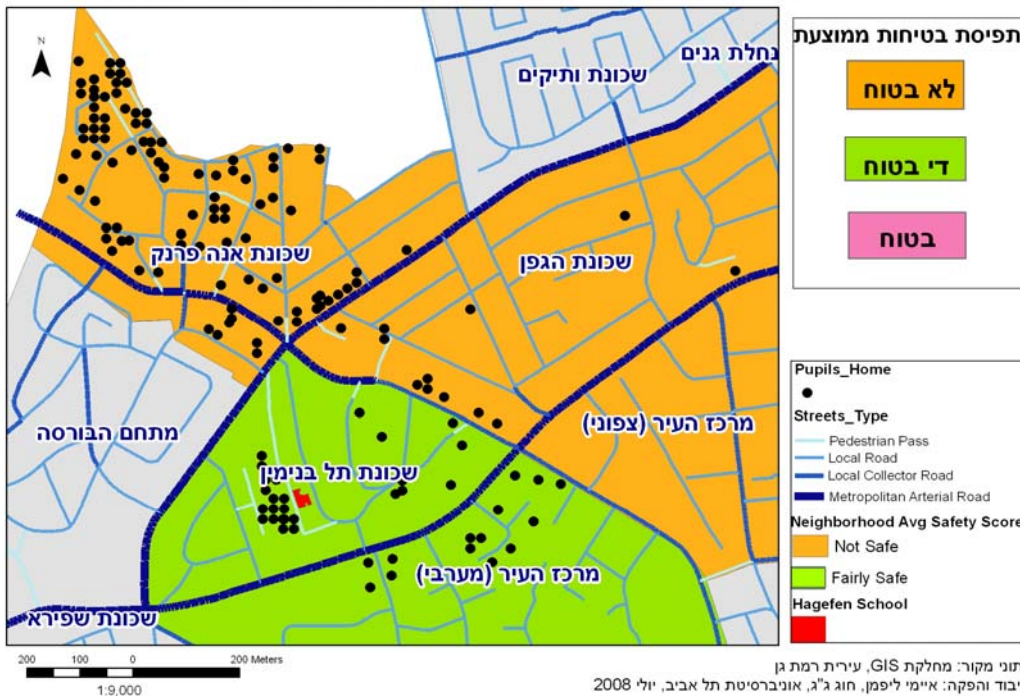 N
נחלת גנים
שכונת ותיקים
שכונת אנה פרנק
שכונת הגפן
מתחם הבורסה
מרכז העיר (צפוני)
שכונת תל בנימין
מרכז העיר (מערבי)
שכונת שפירא
תפיסת בטיחות ממוצעת
לא בטוח
די בטוח
בטוח
Pupils_Home
Streets_Type
Pedestrian Pass
Local Road
Local Collector Road
Metropolitan Arterial Road
Neighborhood Avg Safety Score
Not Safe
Fairly Safe
Hagefen School
200 100 0 200 Meters
1:9,000
תוני מקור: מחלקת GIS, עירית רמת גן
יבוד והפקה: איימי ליפמן, חוג ג"ג, אוניברסיטת תל אביב, יולי 2008